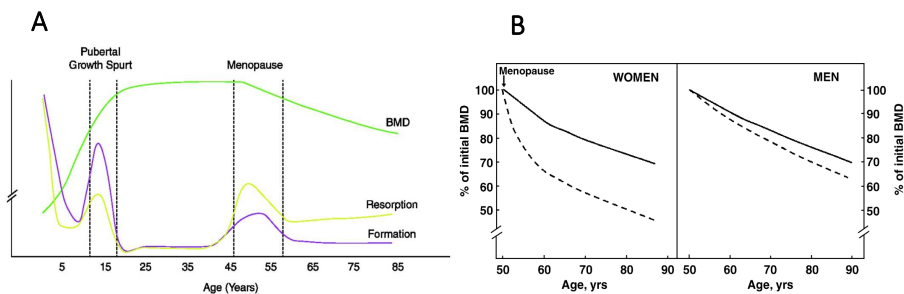 A
Pubertal
Growth Spurt
Menopause
BMD
Resorption
Formation
5 15 25 35 45 55 65 75 85
Age (Years)
B
Menopause
WOMEN
MEN
% of initial BMD
100
90
80
70
60
50
50 60 70 80 90
Age, yrs
50 60 70 80 90
Age, yrs
100
90
80
70
60
50
% of initial BMD